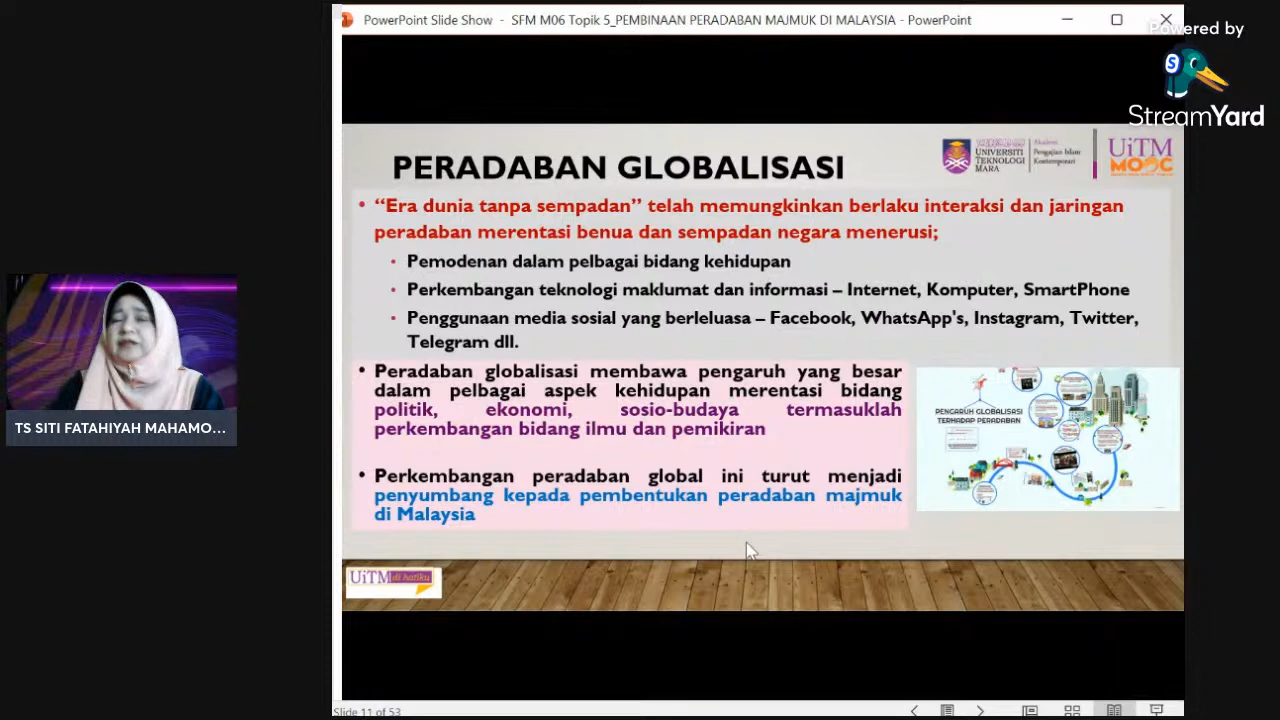 PowerPoint Slide Show - SFM M06 Topik 5_PEMBINAAN PERADABAN MAJMUK DI MALAYSIA - PowerPoint
Powered by
StreamYard
PERADABAN GLOBALISASI
UNIVERSITI
TEKNOLOGI
MARA
Akademi
Pengajian Islam
Kontemporari
UiTM
MOOC
• “Era dunia tanpa sempadan” telah memungkinkan berlaku interaksi dan jaringan
peradaban merentasi benua dan sempadan negara menerusi;
• Pemodenan dalam pelbagai bidang kehidupan
• Perkembangan teknologi maklumat dan informasi – Internet, Komputer, SmartPhone
• Penggunaan media sosial yang berleluasa – Facebook, WhatsApp's, Instagram, Twitter,
Telegram dll.
• Peradaban globalisasi membawa pengaruh yang besar
dalam pelbagai aspek kehidupan merentasi bidang
politik, ekonomi, sosio-budaya termasuklah
perkembangan bidang ilmu dan pemikiran
• Perkembangan peradaban global ini turut menjadi
penyumbang kepada pembentukan peradaban majmuk
di Malaysia
PENGARUH GLOBALISASI
TERHADAP PERADABAN
TS SITI FATAHIYAH MAHAMO...
UiTM di hatiku
Slide 11 of 53